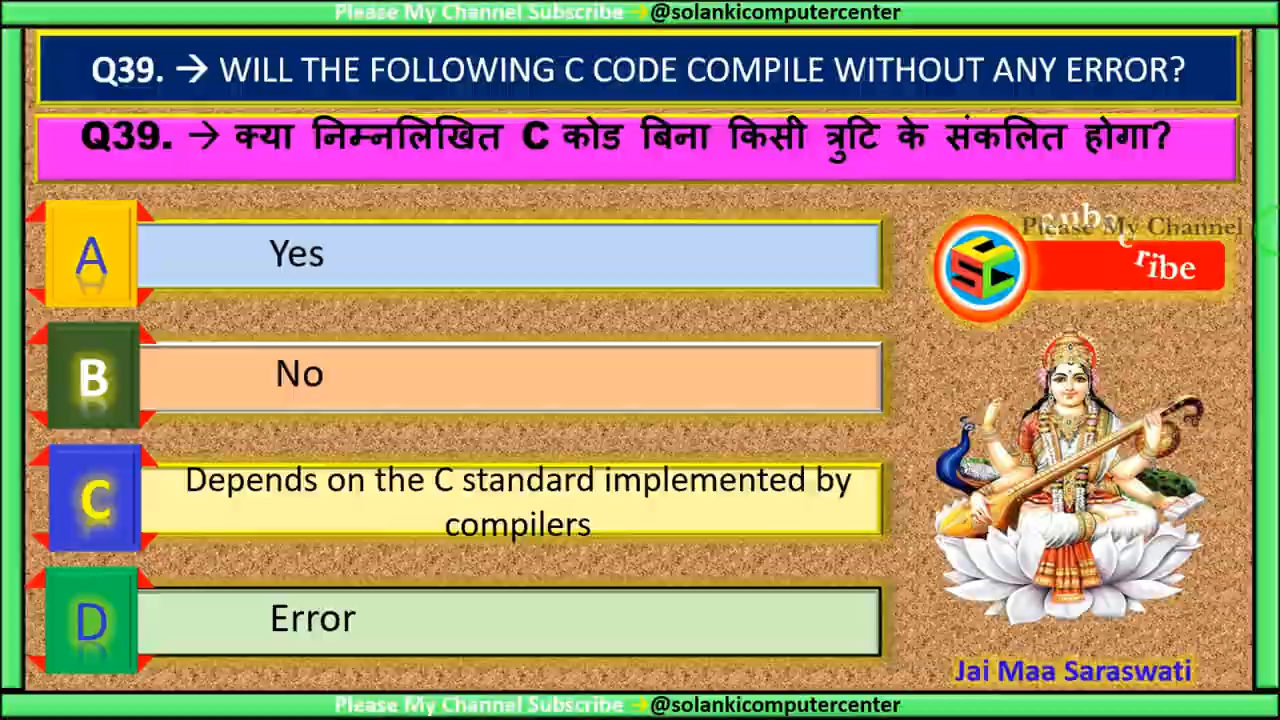 Please My Channel Subscribe → @solankicomputercenter
Q39. → WILL THE FOLLOWING C CODE COMPILE WITHOUT ANY ERROR?
Q39. → क्या निम्नलिखित C कोड बिना किसी त्रुटि के संकलित होगा?
A Yes
Please My Channel
Subscribe
SCC
B No
C Depends on the C standard implemented by
compilers
D Error
Jai Maa Saraswati
Please My Channel Subscribe → @solankicomputercenter